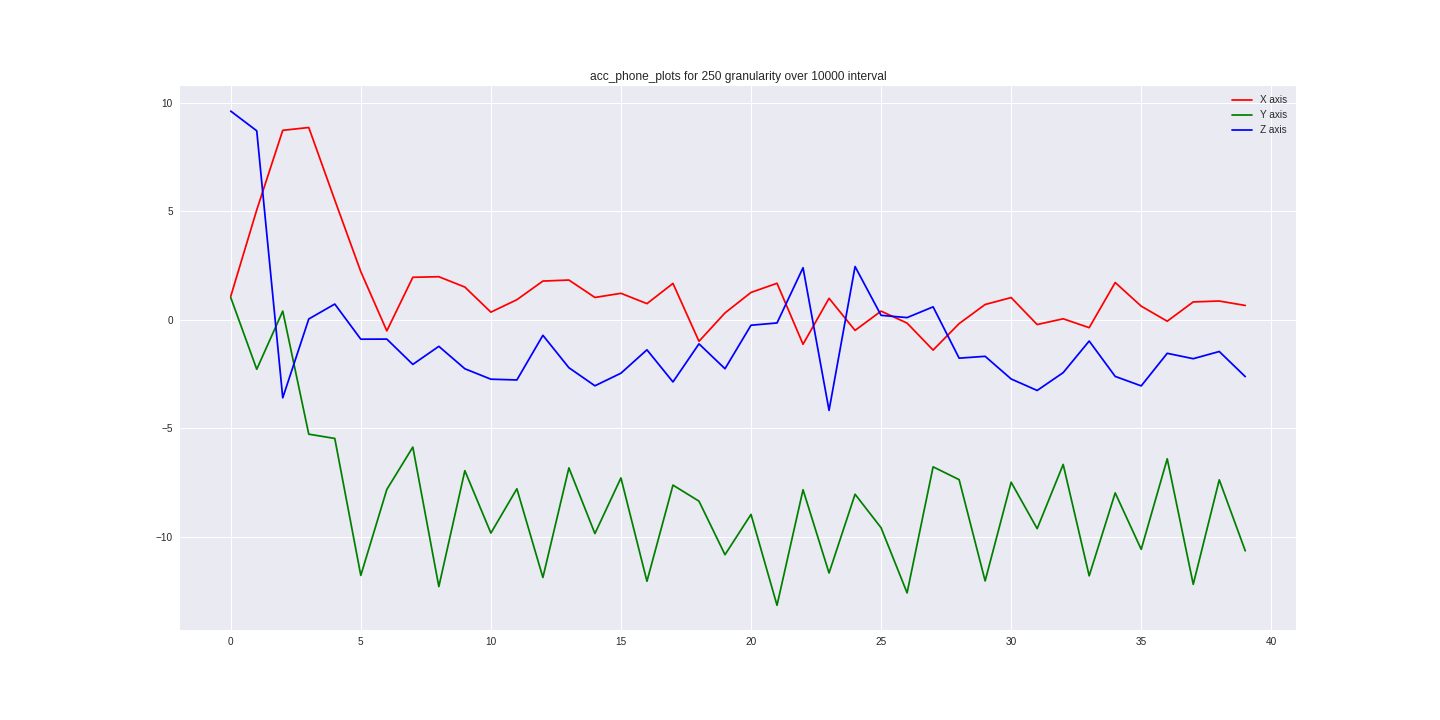 acc_phone_plots for 250 granularity over 10000 interval
X axis
Y axis
Z axis
10
5
0
−5
−10
0 5 10 15 20 25 30 35 40